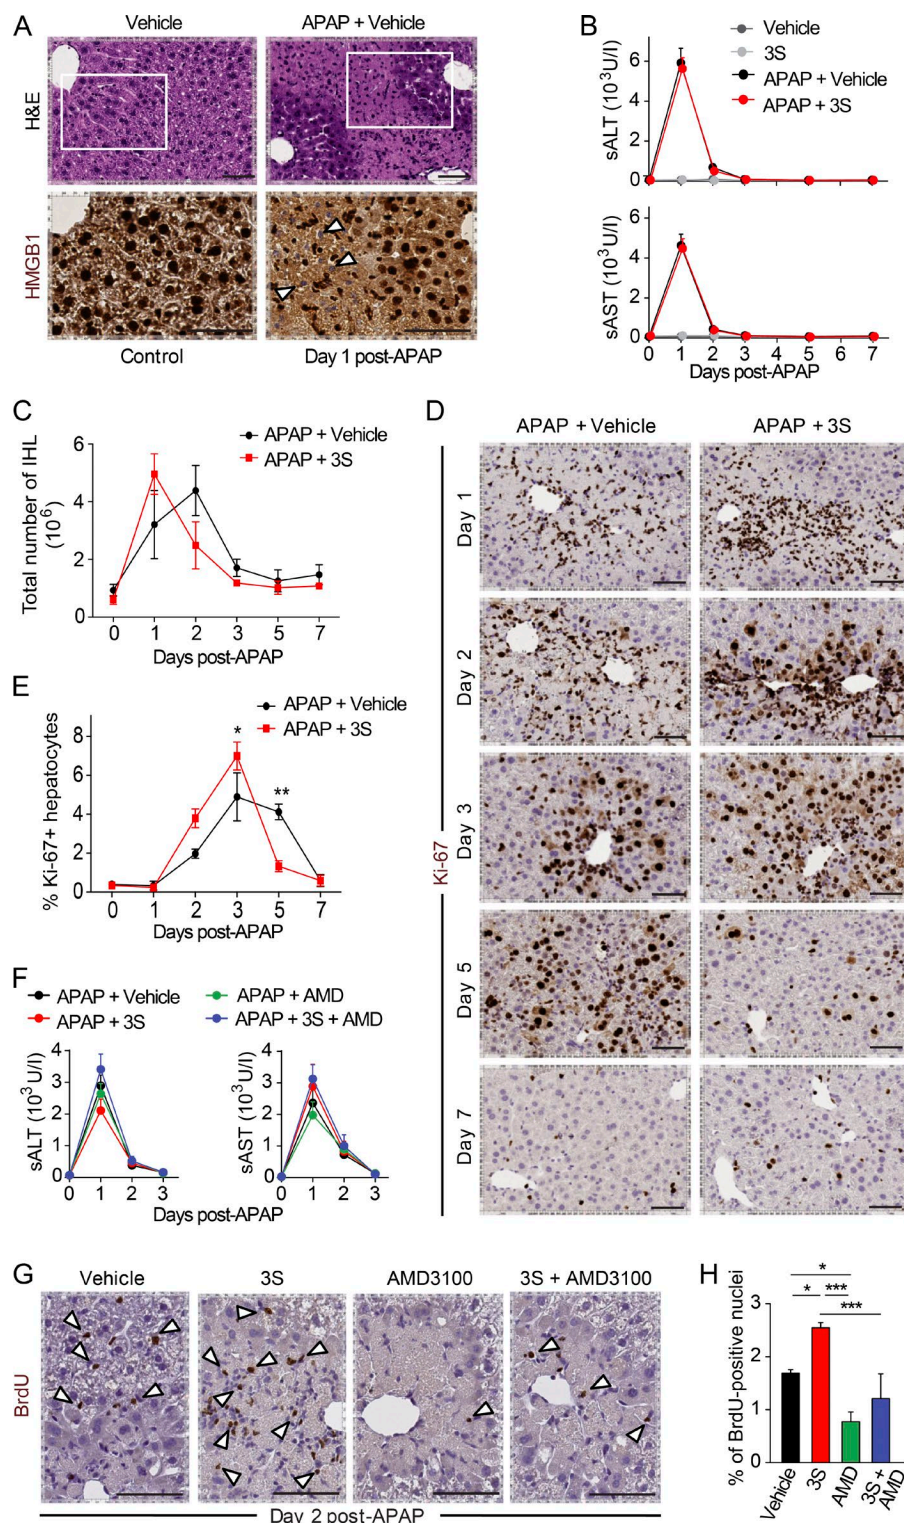 A
Vehicle
APAP + Vehicle
H&E
HMGB1
Control
Day 1 post-APAP
B
Vehicle
3S
APAP + Vehicle
APAP + 3S
sALT (10³U/l)
6
4
2
0
sAST (10³U/l)
6
4
2
0
0 1 2 3 4 5 6 7
Days post-APAP
C
APAP + Vehicle
APAP + 3S
Total number of IHL
(10⁶)
6
4
2
0
0 1 2 3 5 7
Days post-APAP
D
APAP + Vehicle
APAP + 3S
Ki-67
Day 1
Day 2
Day 3
Day 5
Day 7
E
APAP + Vehicle
APAP + 3S
% Ki-67+ hepatocytes
8
6
4
2
0
*
**
0 1 2 3 5 7
Days post-APAP
F
APAP + Vehicle
APAP + AMD
APAP + 3S
APAP + 3S + AMD
sALT (10³U/l)
4
3
2
1
0
0 1 2 3
sAST (10³U/l)
4
3
2
1
0
0 1 2 3
Days post-APAP
G
Vehicle
3S
AMD3100
3S + AMD3100
BrdU
Day 2 post-APAP
H
% of BrdU-positive nuclei
3
2
1
0
*
* ***
***
Vehicle
3S
AMD
3S +
AMD